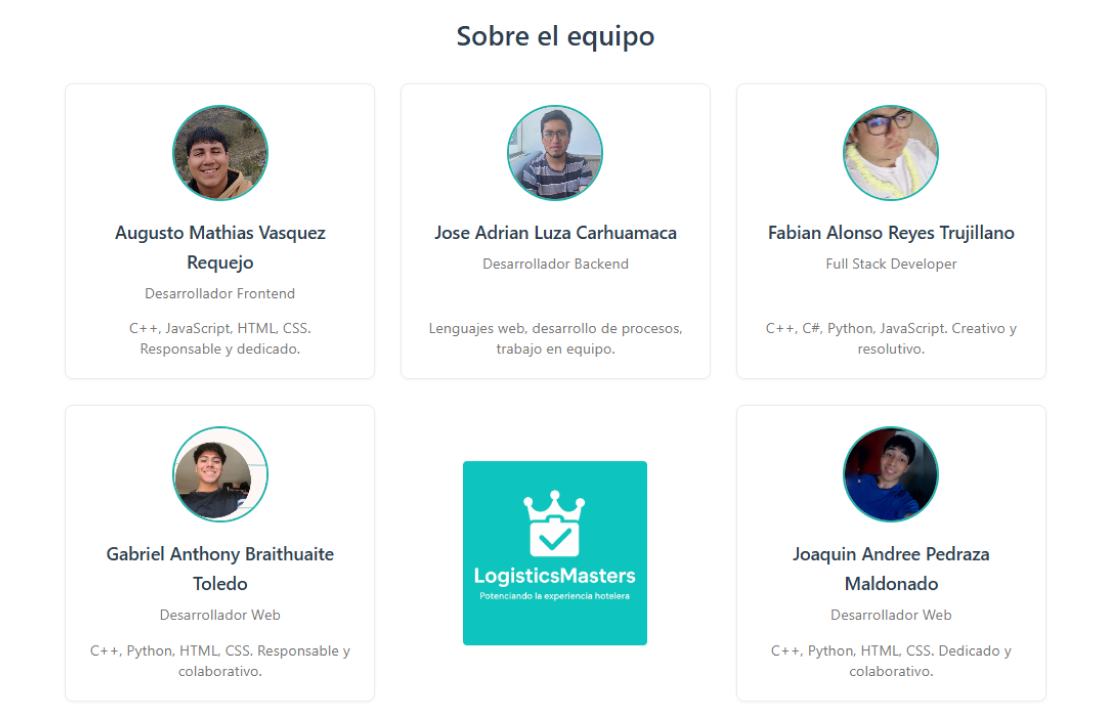 Sobre el equipo
Augusto Mathias Vasquez
Requejo
Desarrollador Frontend
C++, JavaScript, HTML, CSS.
Responsable y dedicado.
Jose Adrian Luza Carhuamaca
Desarrollador Backend
Lenguajes web, desarrollo de procesos,
trabajo en equipo.
Fabian Alonso Reyes Trujillano
Full Stack Developer
C++, C#, Python, JavaScript. Creativo y
resolutivo.
Gabriel Anthony Braithuaite
Toledo
Desarrollador Web
C++, Python, HTML, CSS. Responsable y
colaborativo.
LogisticsMasters
Potenciando la experiencia hotelera
Joaquin Andree Pedraza
Maldonado
Desarrollador Web
C++, Python, HTML, CSS. Dedicado y
colaborativo.